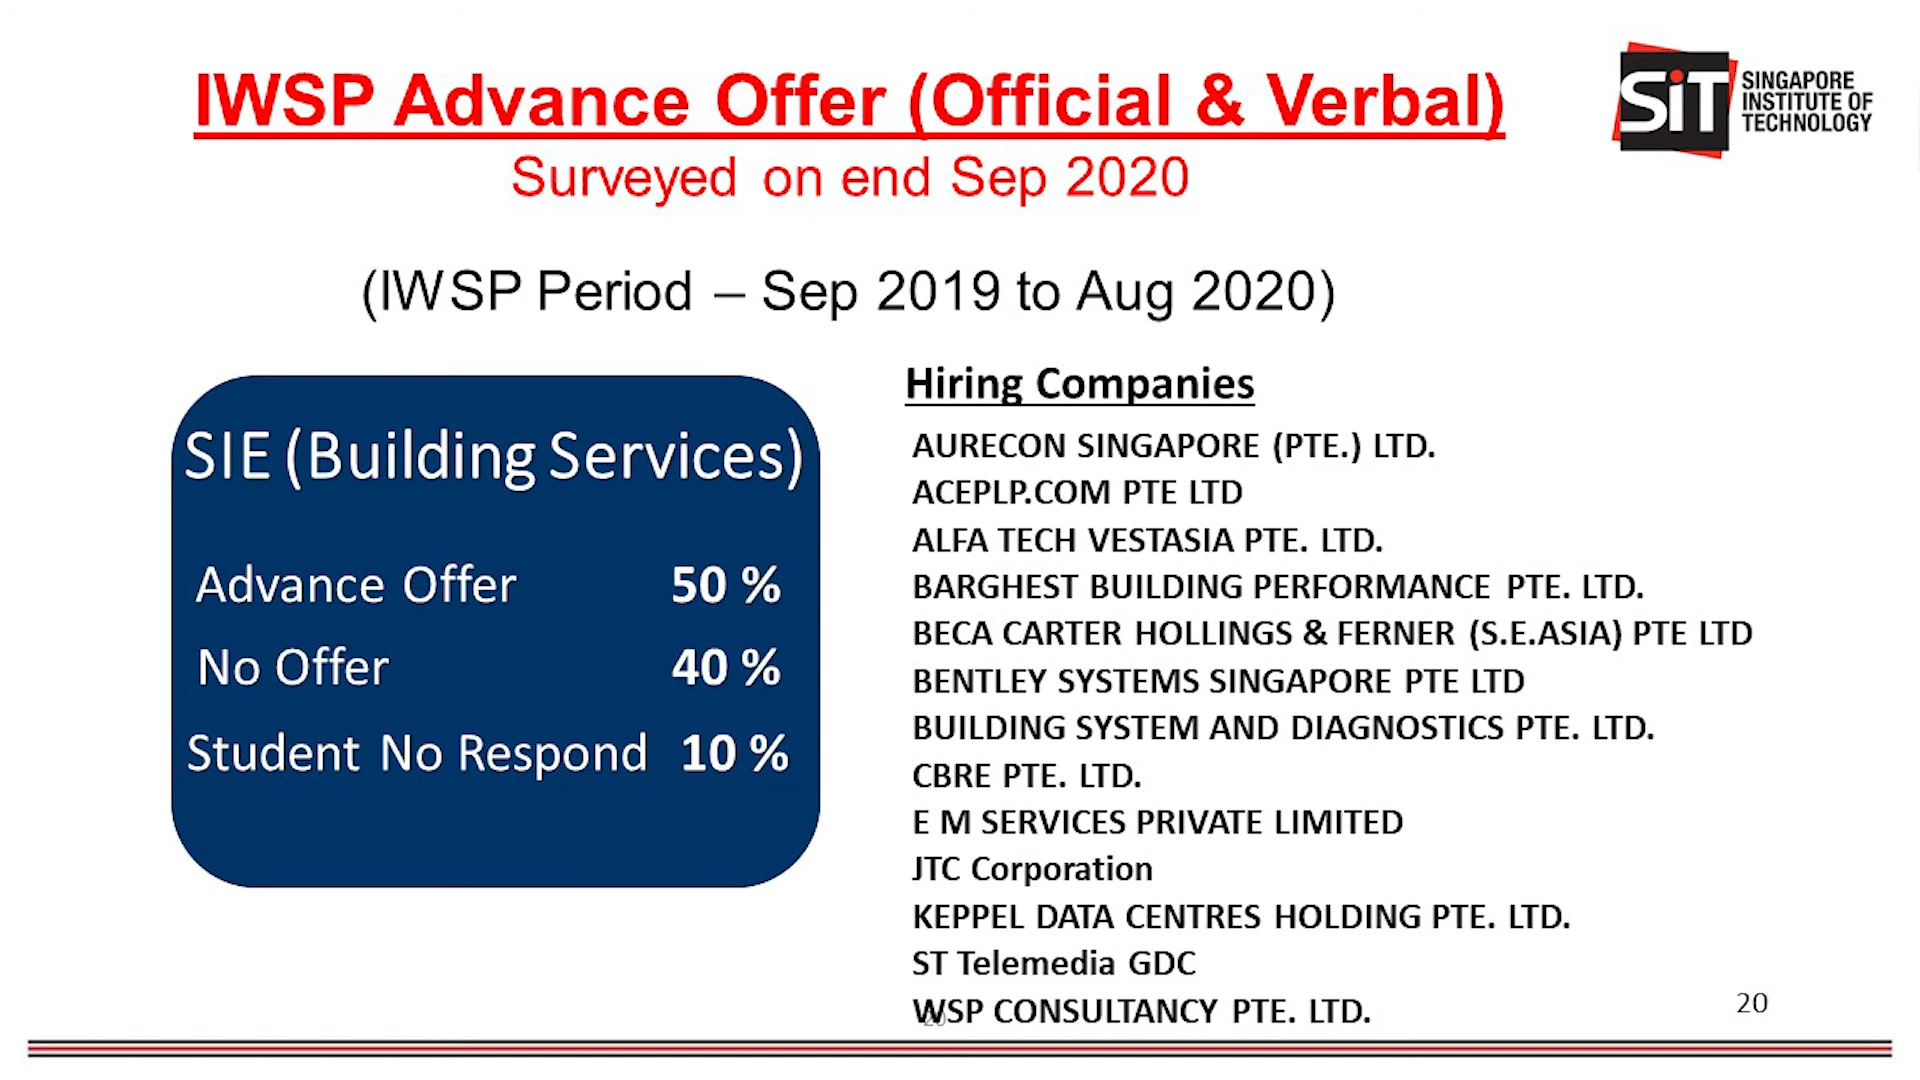 IWSP Advance Offer (Official & Verbal)
Surveyed on end Sep 2020
SiT
SINGAPORE
INSTITUTE OF
TECHNOLOGY
(IWSP Period – Sep 2019 to Aug 2020)
SIE (Building Services)
Advance Offer 50 %
No Offer 40 %
Student No Respond 10 %
Hiring Companies
AURECON SINGAPORE (PTE.) LTD.
ACEPLP.COM PTE LTD
ALFA TECH VESTASIA PTE. LTD.
BARGHEST BUILDING PERFORMANCE PTE. LTD.
BECA CARTER HOLLINGS & FERNER (S.E.ASIA) PTE LTD
BENTLEY SYSTEMS SINGAPORE PTE LTD
BUILDING SYSTEM AND DIAGNOSTICS PTE. LTD.
CBRE PTE. LTD.
E M SERVICES PRIVATE LIMITED
JTC Corporation
KEPPEL DATA CENTRES HOLDING PTE. LTD.
ST Telemedia GDC
WSP CONSULTANCY PTE. LTD.
20
20